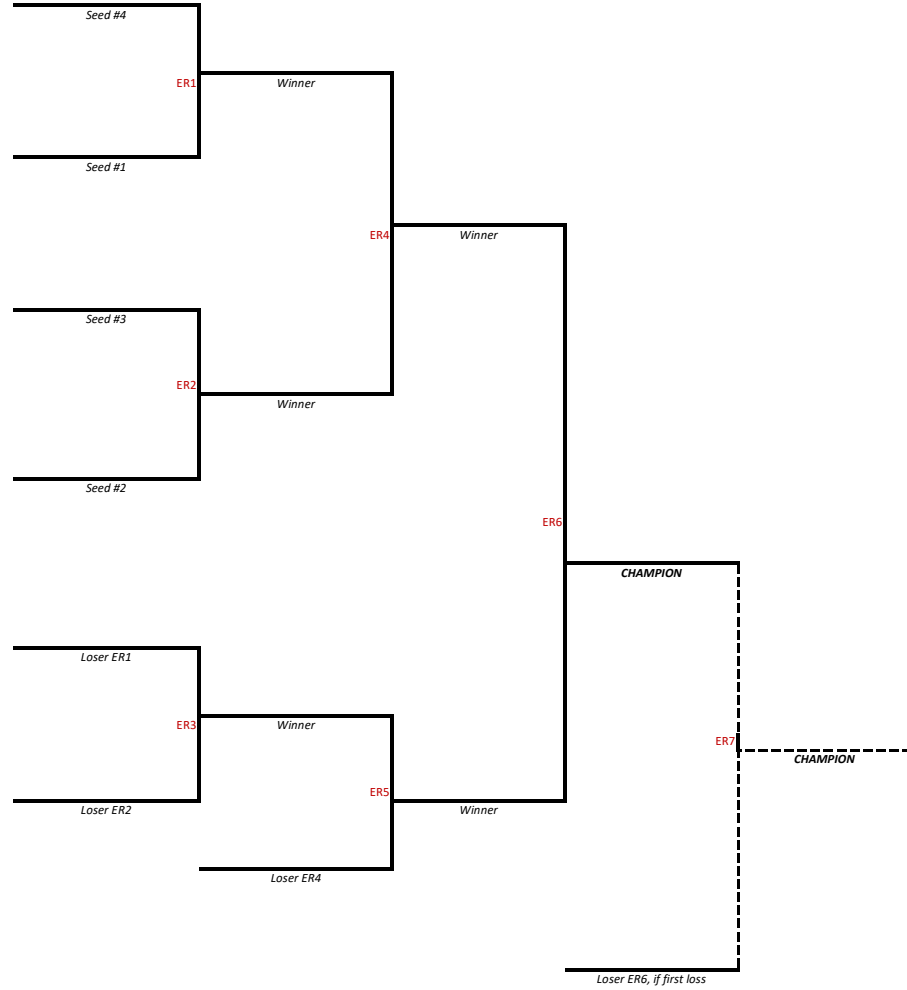 Seed #4
ER1
Winner
Seed #1
ER4
Winner
Seed #3
ER2
Winner
Seed #2
ER6
CHAMPION
Loser ER1
ER3
Winner
ER7
CHAMPION
ER5
Winner
Loser ER2
Loser ER4
Loser ER6, if first loss